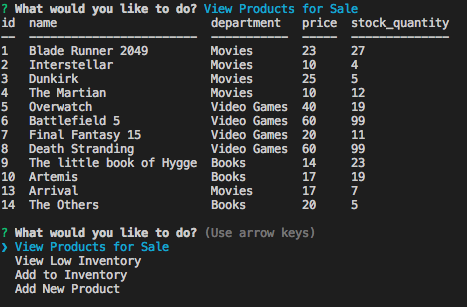 ? What would you like to do? View Products for Sale
id  name                      department   price  stock_quantity
──  ────────────────────────  ───────────  ─────  ──────────────
1   Blade Runner 2049         Movies       23     27
2   Interstellar              Movies       10     4
3   Dunkirk                   Movies       25     5
4   The Martian               Movies       10     12
5   Overwatch                 Video Games  40     19
6   Battlefield 5             Video Games  60     99
7   Final Fantasy 15          Video Games  20     11
8   Death Stranding           Video Games  60     99
9   The little book of Hygge  Books        14     23
10  Artemis                   Books        17     19
13  Arrival                   Movies       17     7
14  The Others                Books        20     5
? What would you like to do? (Use arrow keys)
❯ View Products for Sale
  View Low Inventory
  Add to Inventory
  Add New Product